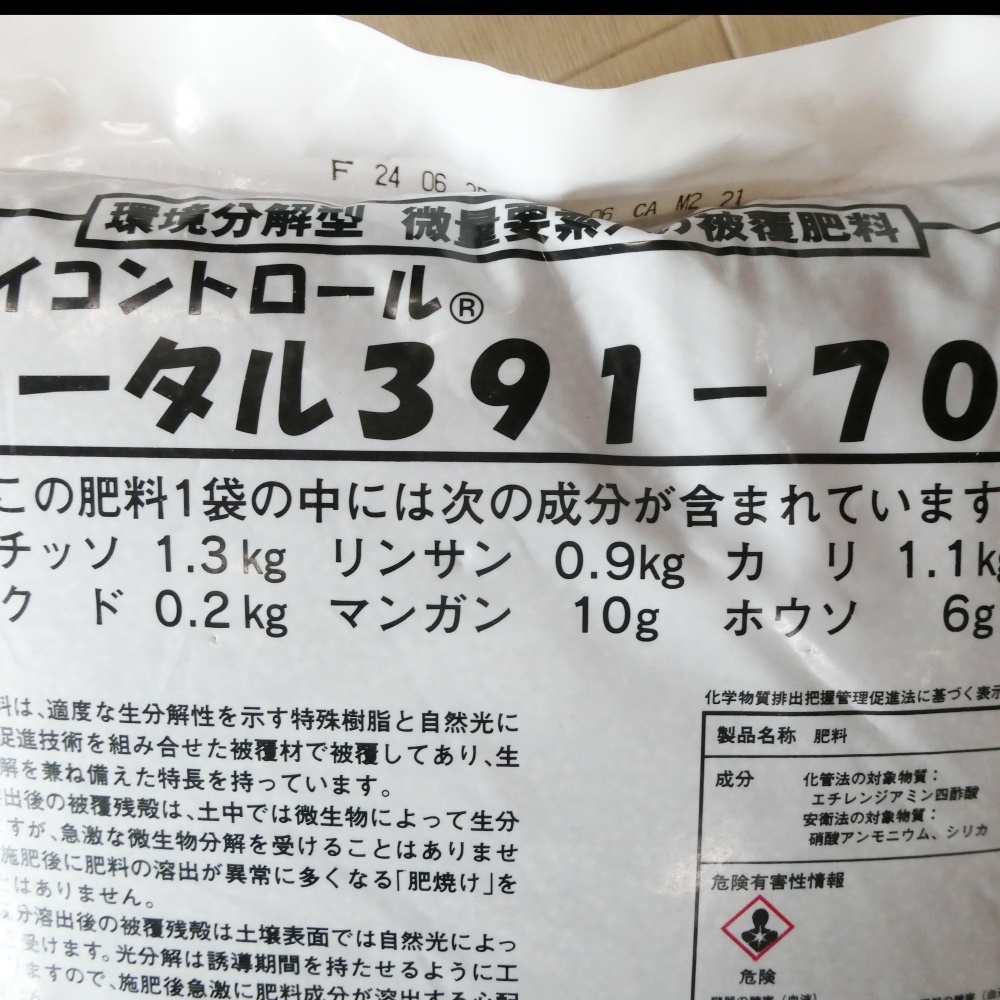 F 24 06
06 CA M2 21
環境分解型 微量要素 被覆肥料
イコントロール®
ータル391-70
この肥料1袋の中には次の成分が含まれています
チッソ 1.3kg リンサン 0.9kg カ リ 1.1kg
ク ド 0.2kg マンガン 10g ホウソ 6g
料は、適度な生分解性を示す特殊樹脂と自然光に
促進技術を組み合せた被覆材で被覆してあり、生
解を兼ね備えた特長を持っています。
出後の被覆残殻は、土中では微生物によって生分
すが、急激な微生物分解を受けることはありませ
施肥後に肥料の溶出が異常に多くなる「肥焼け」を
はありません。
分溶出後の被覆残殻は土壌表面では自然光によっ
受けます。光分解は誘導期間を持たせるように工
ますので、施肥後急激に肥料成分が溶出する心配
化学物質排出把握管理促進法に基づく表示
製品名称 肥料
成分 化管法の対象物質：
エチレンジアミン四酢酸
安衛法の対象物質：
硝酸アンモニウム、シリカ
危険有害性情報
危険